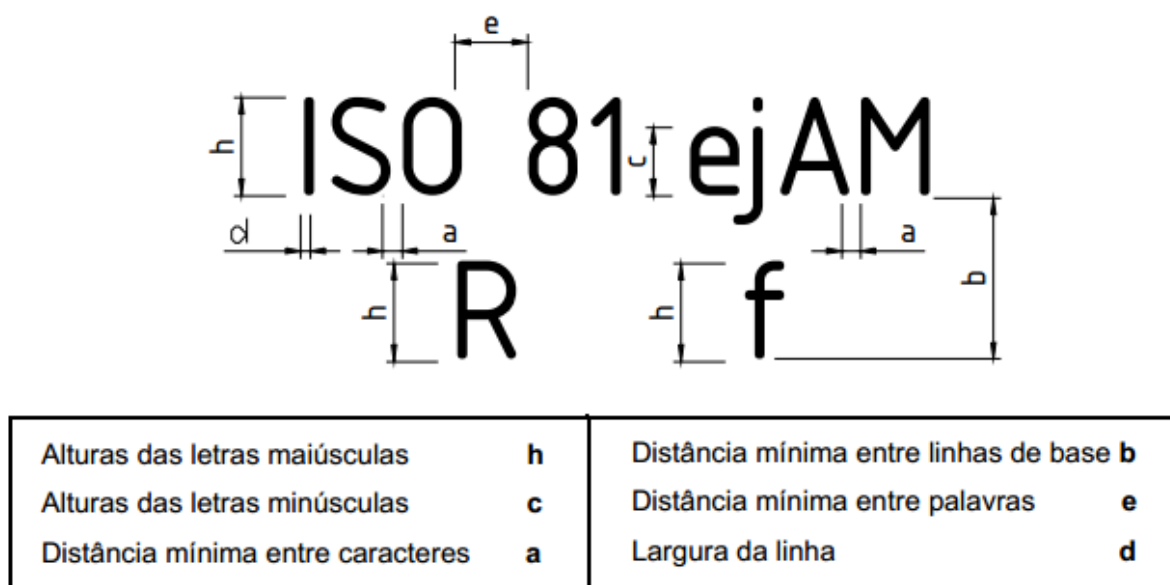 e
h ISO 81 c ejAM
d a a
h R h f b
Alturas das letras maiúsculas h
Alturas das letras minúsculas c
Distância mínima entre caracteres a
Distância mínima entre linhas de base b
Distância mínima entre palavras e
Largura da linha d